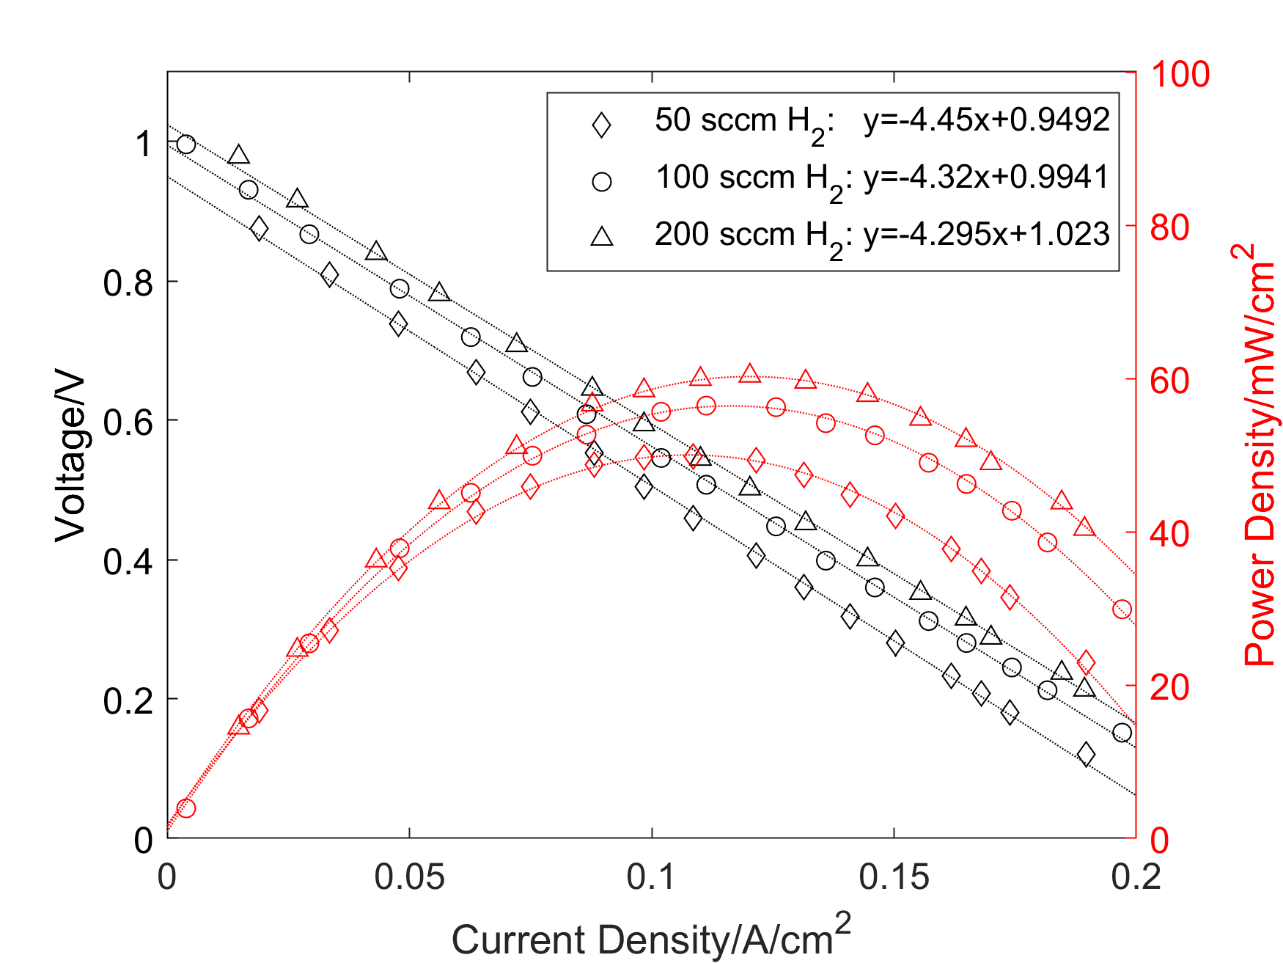 50 sccm H2: y=-4.45x+0.9492
100 sccm H2: y=-4.32x+0.9941
200 sccm H2: y=-4.295x+1.023
Voltage/V
1
0.8
0.6
0.4
0.2
0
0
0.05
0.1
0.15
0.2
Current Density/A/cm2
100
80
60
40
20
0
Power Density/mW/cm2